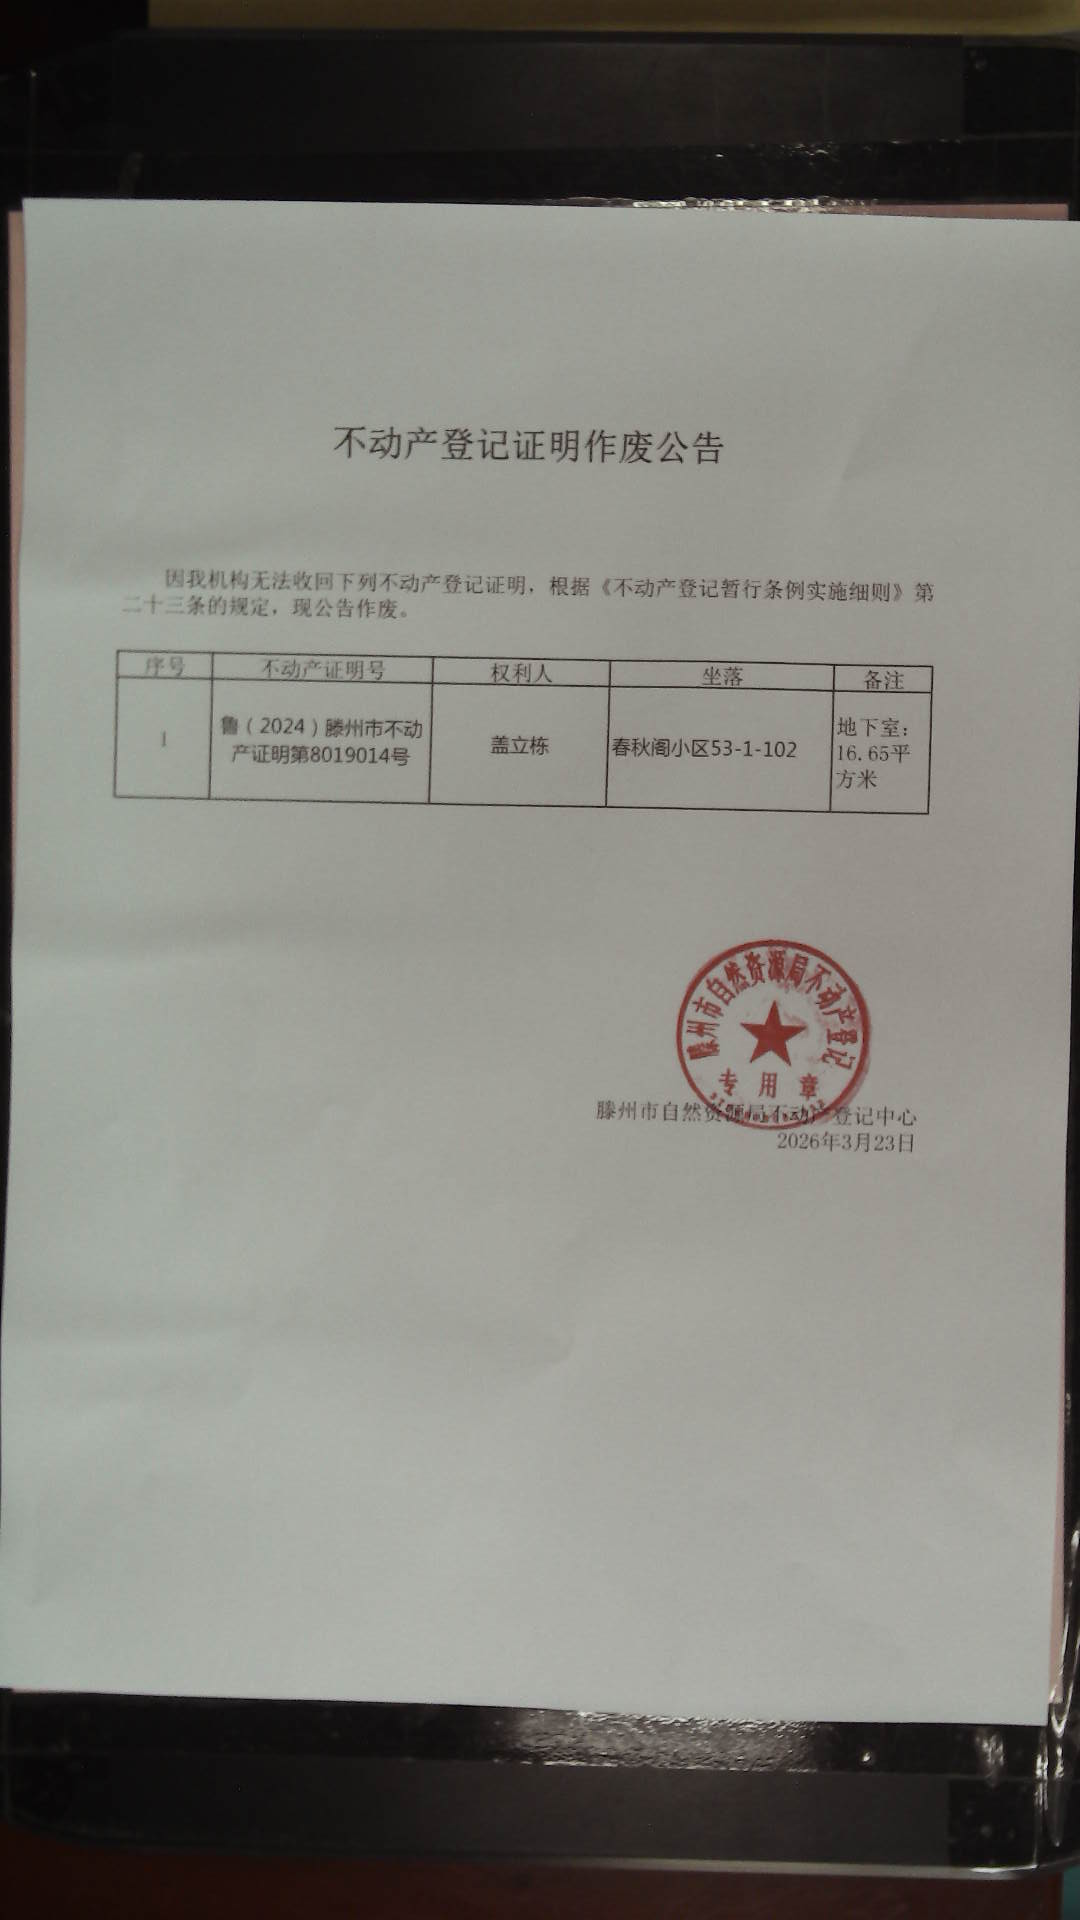 不动产登记证明作废公告
因我机构无法收回下列不动产登记证明，根据《不动产登记暂行条例实施细则》第
二十三条的规定，现公告作废。
序号 不动产证明号 权利人 坐落 备注
1 鲁（2024）滕州市不动产证明第8019014号 盖立栋 春秋阁小区53-1-102 地下室：16.65平方米
滕州市自然资源局不动产登记
专用章
滕州市自然资源局不动产登记中心
2026年3月23日